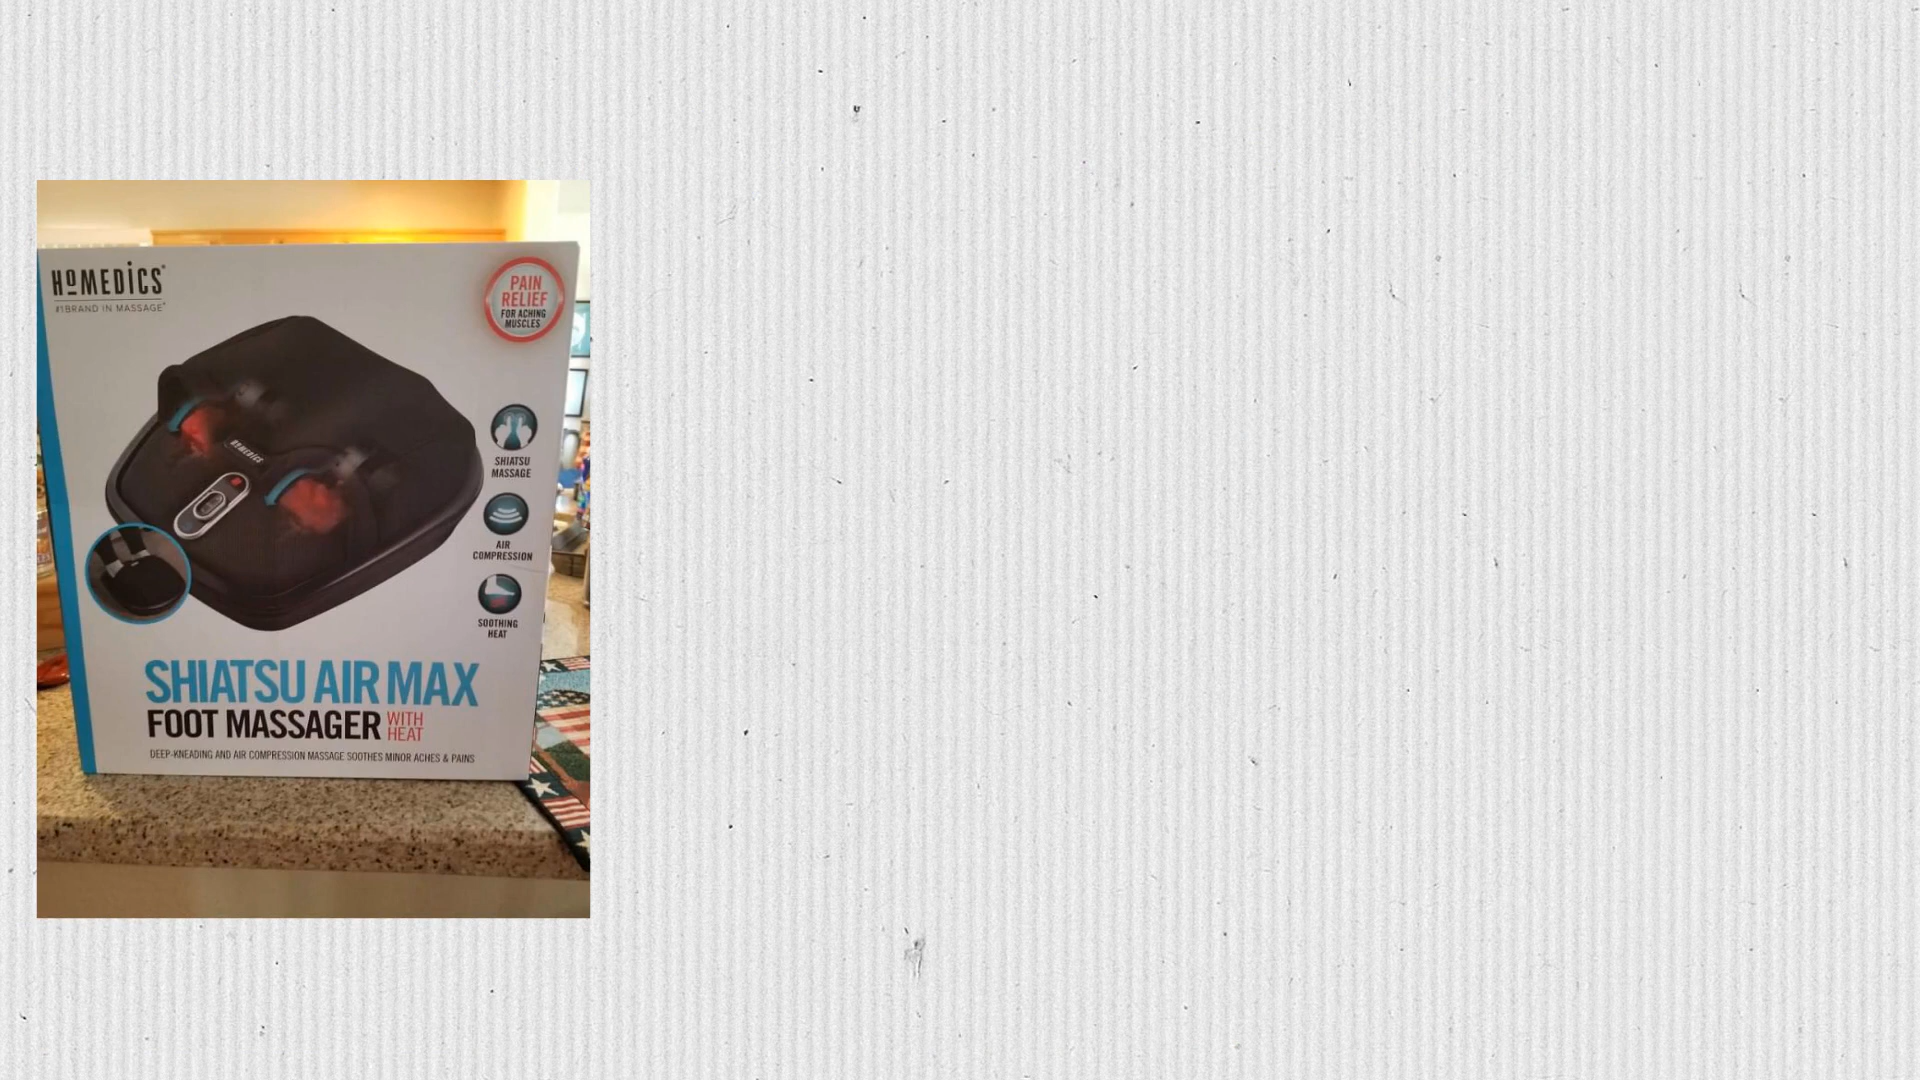 HoMEDiCS®
#1 BRAND IN MASSAGE*
PAIN
RELIEF
FOR ACHING
MUSCLES
HoMEDiCS
SHIATSU
MASSAGE
AIR
COMPRESSION
SOOTHING
HEAT
SHIATSU AIR MAX
FOOT MASSAGER WITH
HEAT
DEEP-KNEADING AND AIR COMPRESSION MASSAGE SOOTHES MINOR ACHES & PAINS